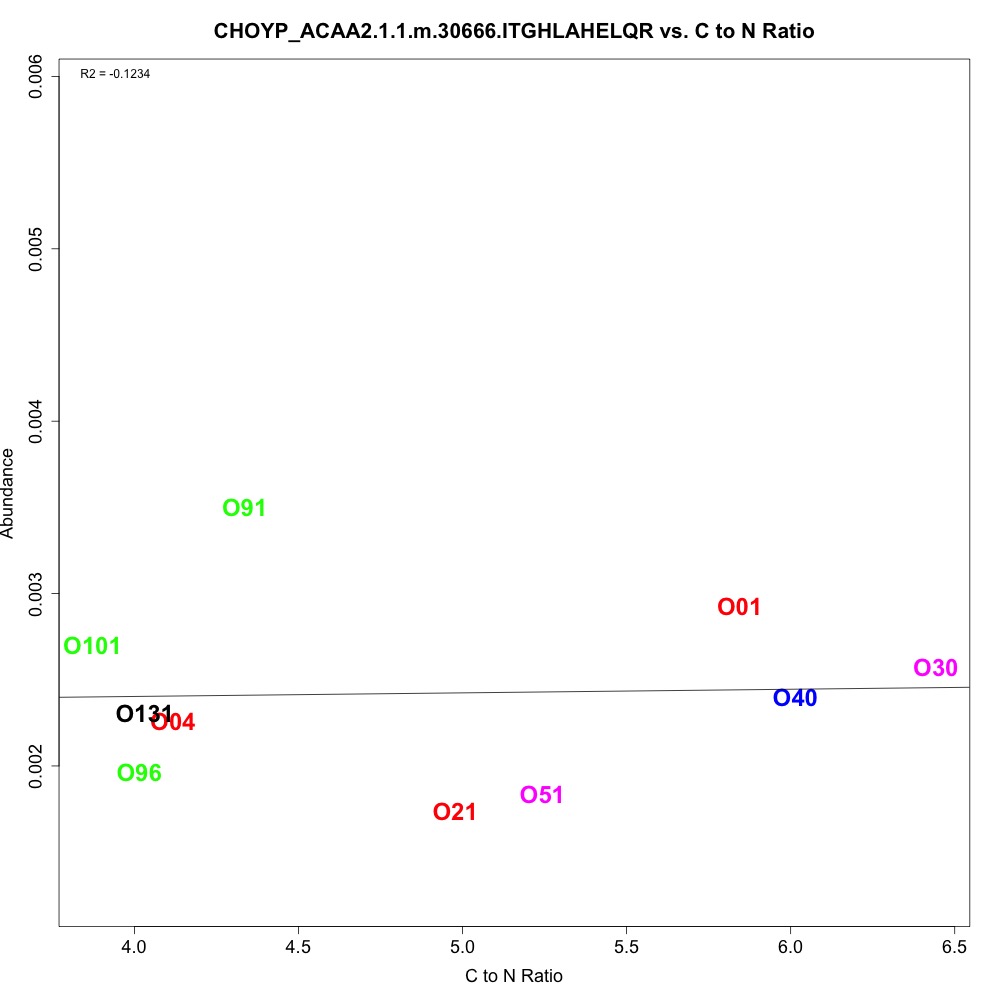 CHOYP_ACAA2.1.1.m.30666.ITGHLAHELQR vs. C to N Ratio
R2 = -0.1234
0.006
0.005
0.004
0.003
0.002
Abundance
O91
O01
O101
O30
O40
O131
O04
O96
O51
O21
4.0 4.5 5.0 5.5 6.0 6.5
C to N Ratio